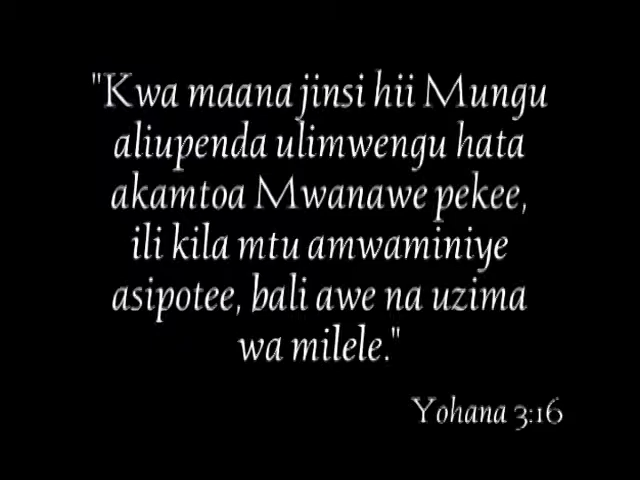 "Kwa maana jinsi hii Mungu
aliupenda ulimwengu hata
akamtoa Mwanawe pekee,
ili kila mtu amwaminiye
asipotee, bali awe na uzima
wa milele."
Yohana 3:16